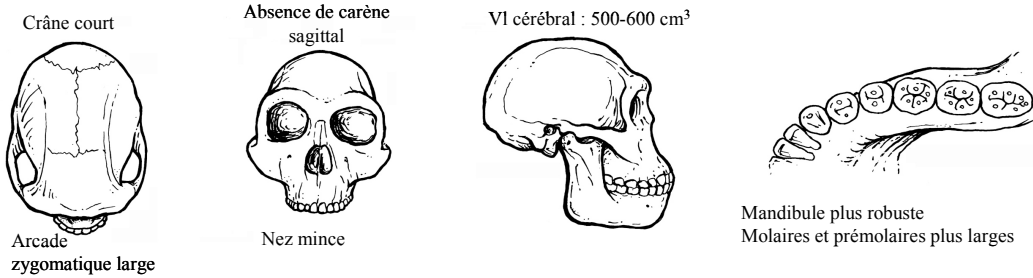 Crâne court
Absence de carène
sagittal
Vl cérébral : 500-600 cm³
Arcade
zygomatique large
Nez mince
Mandibule plus robuste
Molaires et prémolaires plus larges